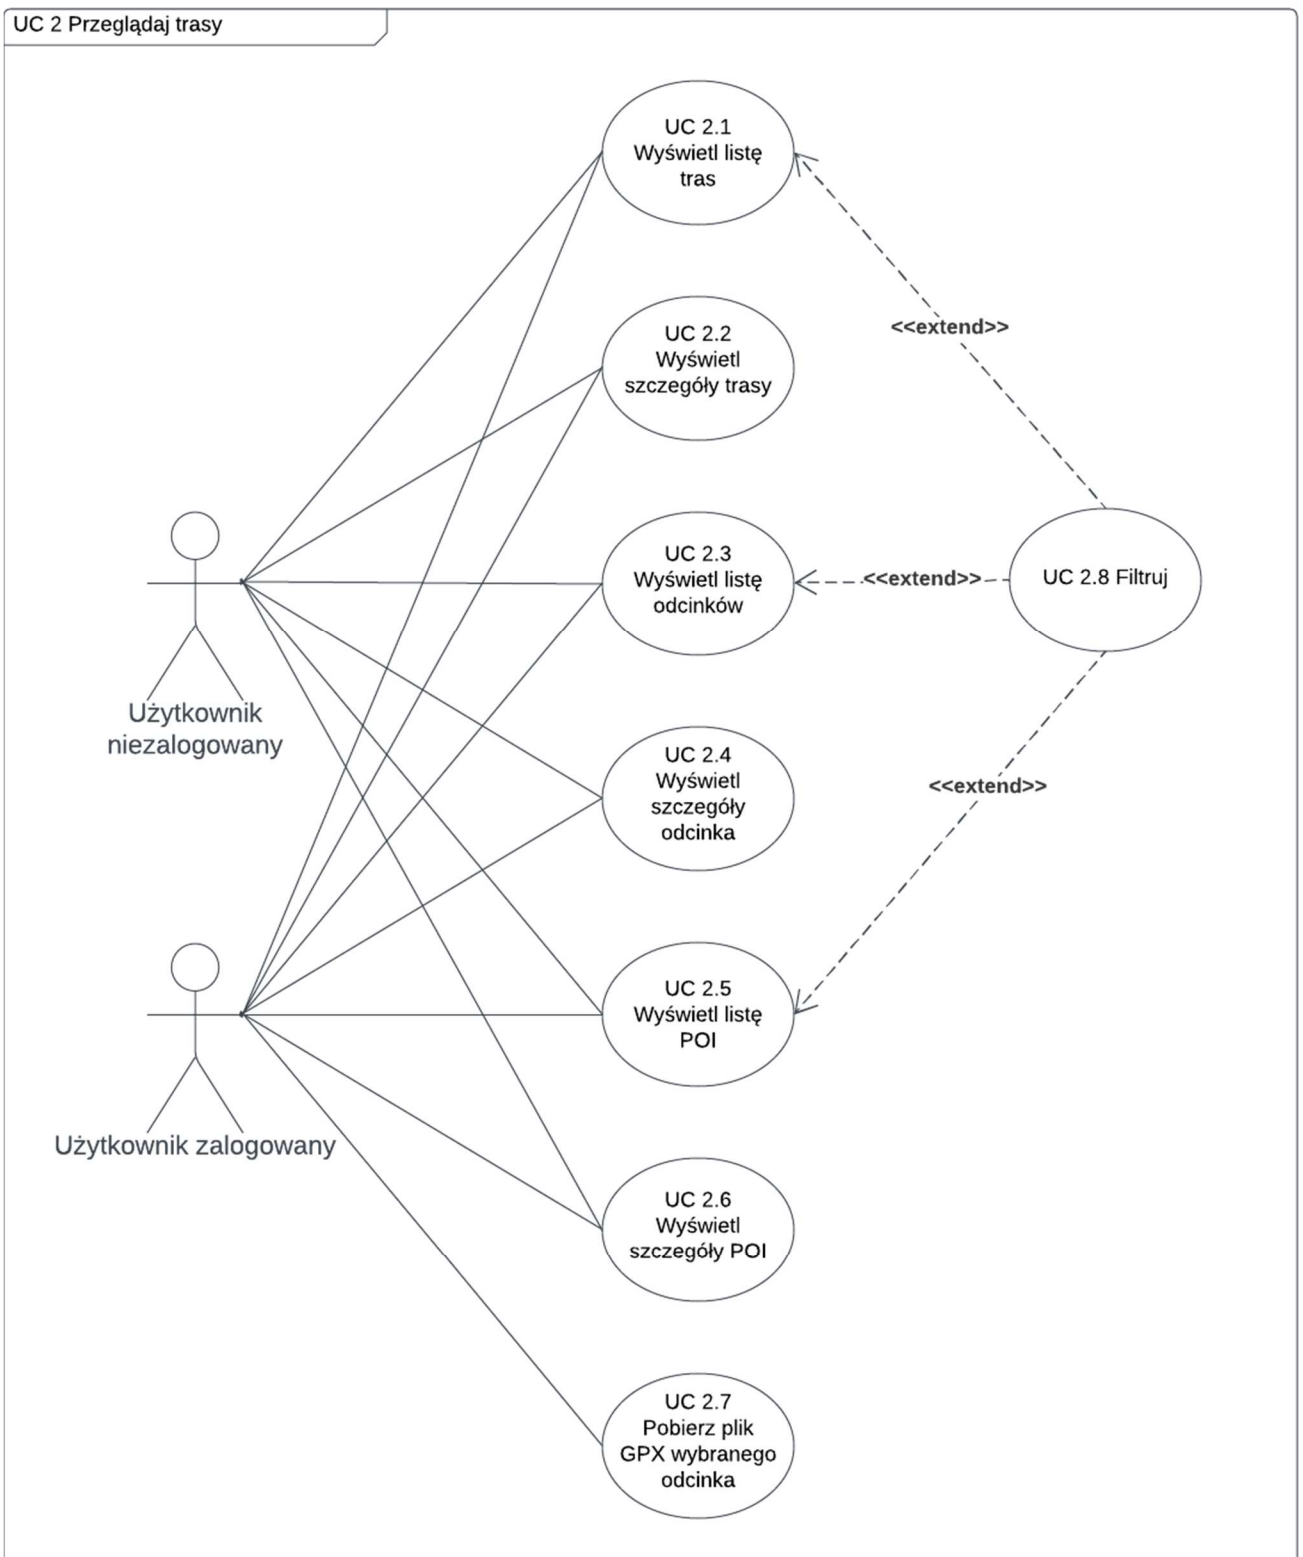 UC 2 Przeglądaj trasy
UC 2.1
Wyświetl listę
tras
<<extend>>
UC 2.2
Wyświetl
szczegóły trasy
UC 2.3
Wyświetl listę
odcinków
<<extend>>
UC 2.8 Filtruj
Użytkownik
niezalogowany
UC 2.4
Wyświetl
szczegóły
odcinka
<<extend>>
UC 2.5
Wyświetl listę
POI
Użytkownik zalogowany
UC 2.6
Wyświetl
szczegóły POI
UC 2.7
Pobierz plik
GPX wybranego
odcinka